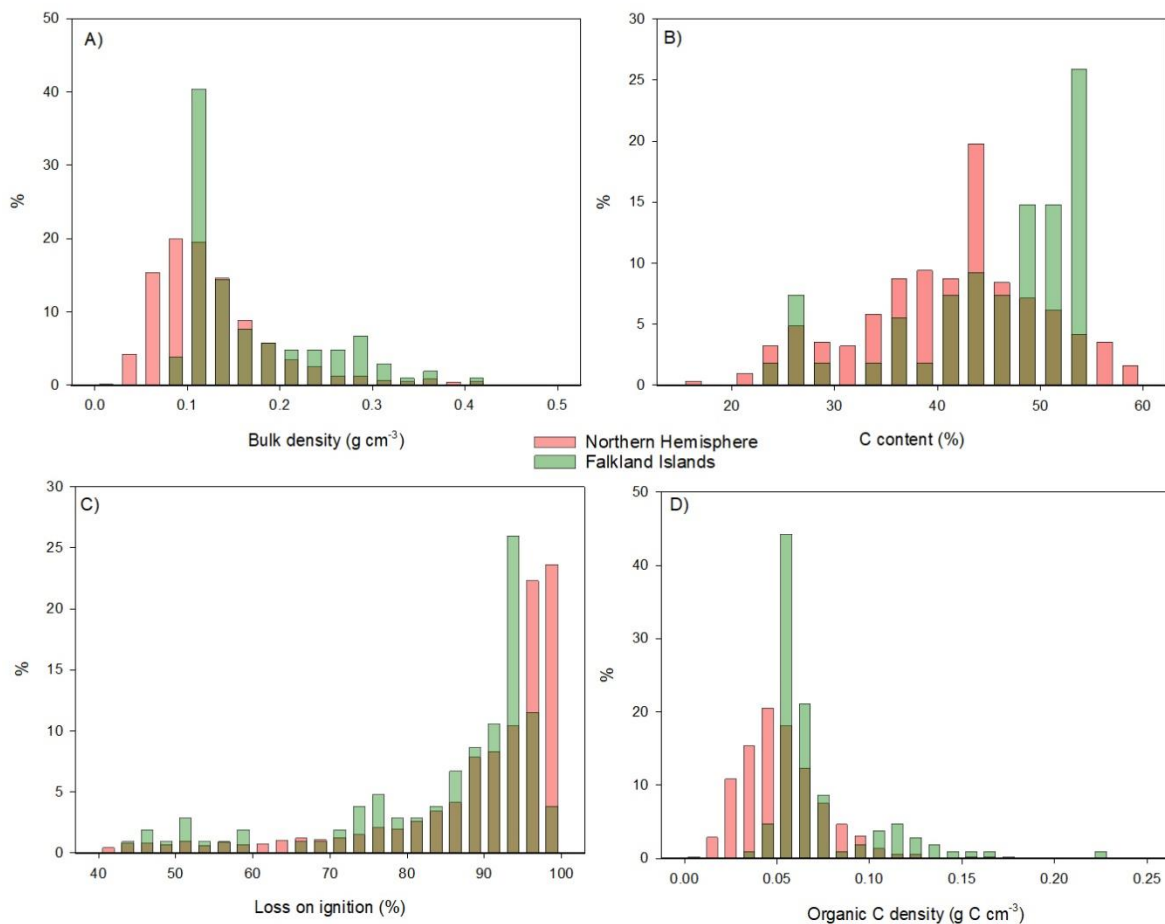 A)
50
40
30
20
10
0
%
0.0 0.1 0.2 0.3 0.4 0.5
Bulk density (g cm⁻³)
B)
30
25
20
15
10
5
0
%
20 30 40 50 60
C content (%)
Northern Hemisphere
Falkland Islands
C)
30
25
20
15
10
5
0
%
40 50 60 70 80 90 100
Loss on ignition (%)
D)
50
40
30
20
10
0
%
0.00 0.05 0.10 0.15 0.20 0.25
Organic C density (g C cm⁻³)